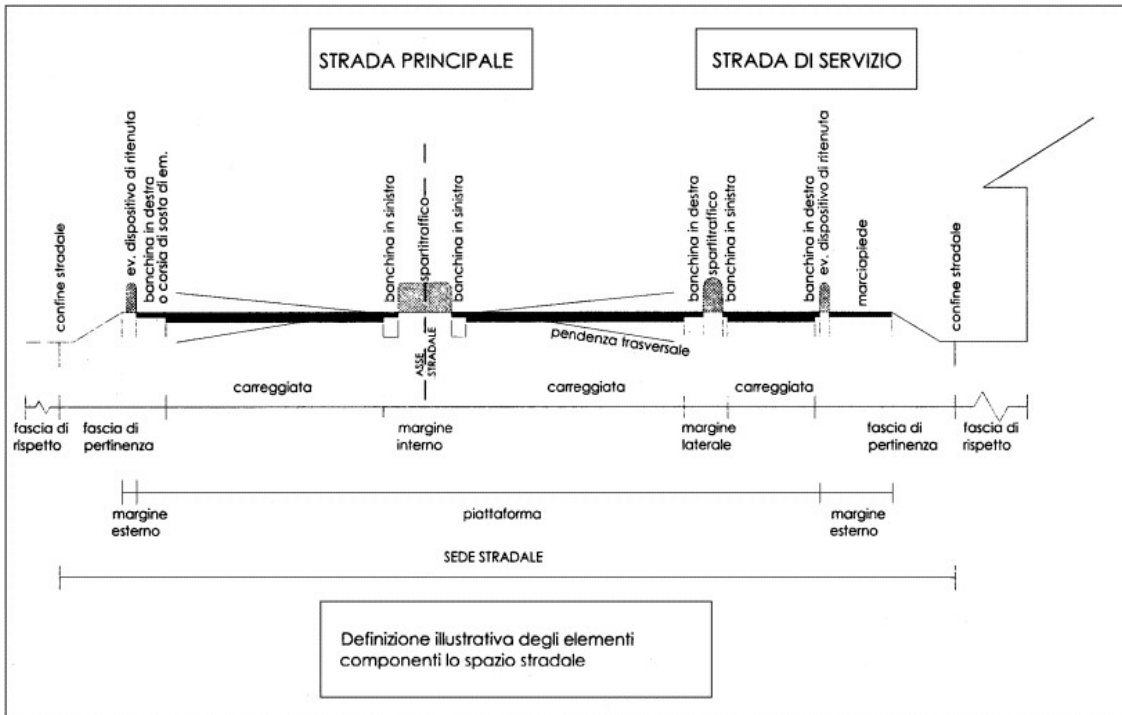 STRADA PRINCIPALE
STRADA DI SERVIZIO
confine stradale
ev. dispositivo di ritenuta
banchina in destra
o corsia di sosta di em.
banchina in sinistra
spartitraffico
banchina in sinistra
banchina in destra
spartitraffico
banchina in sinistra
banchina in destra
ev. dispositivo di ritenuta
marciapiede
confine stradale
pendenza trasversale
ASSE
STRADALE
carreggiata
carreggiata
carreggiata
fascia di
rispetto
fascia di
pertinenza
margine
interno
margine
laterale
fascia di
pertinenza
fascia di
rispetto
margine
esterno
piattaforma
margine
esterno
SEDE STRADALE
Definizione illustrativa degli elementi
componenti lo spazio stradale